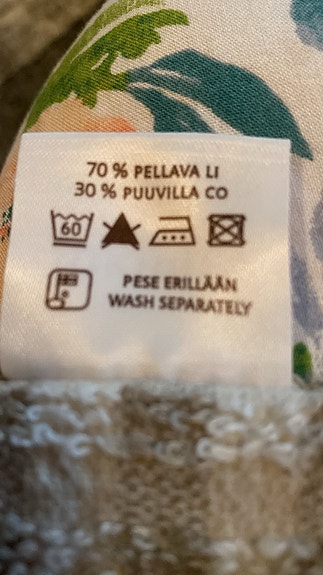 70 % PELLAVA LI
30 % PUUVILLA CO
60
PESE ERILLÄÄN
WASH SEPARATELY